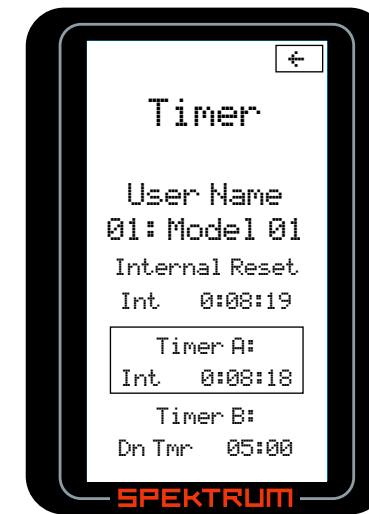 ←
Timer
User Name
01: Model 01
Internal Reset
Int 0:08:19
Timer A:
Int 0:08:18
Timer B:
Dn Tmr 05:00
SPEKTRUM